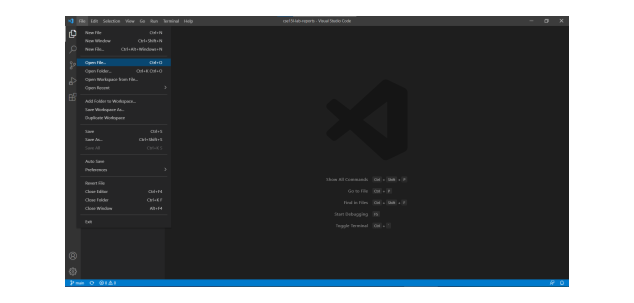 File Edit Selection View Go Run Terminal Help
cse15l-lab-reports - Visual Studio Code
New File Ctrl+N
New Window Ctrl+Shift+N
New File... Ctrl+Alt+Windows+N
Open File... Ctrl+O
Open Folder... Ctrl+K Ctrl+O
Open Workspace from File...
Open Recent
Add Folder to Workspace...
Save Workspace As...
Duplicate Workspace
Save Ctrl+S
Save As... Ctrl+Shift+S
Save All Ctrl+K S
Auto Save
Preferences
Revert File
Close Editor Ctrl+F4
Close Folder Ctrl+K F
Close Window Alt+F4
Exit
Show All Commands Ctrl + Shift + P
Go to File Ctrl + P
Find in Files Ctrl + Shift + F
Start Debugging F5
Toggle Terminal Ctrl + `
main 0 0